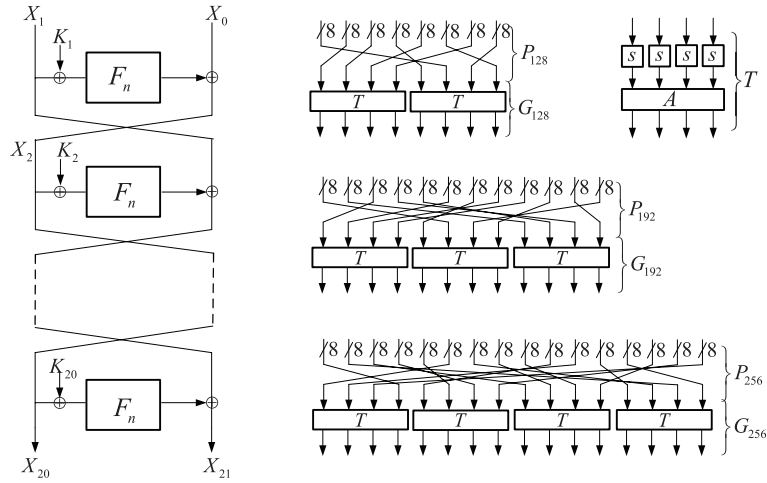 X₁ X₀
K₁
Fₙ
X₂ K₂
Fₙ
K₂₀
Fₙ
X₂₀ X₂₁
8 8 8 8 8 8 8 8
P₁₂₈
T T
G₁₂₈
s s s s
A
T
8 8 8 8 8 8 8 8 8 8 8 8
P₁₉₂
T T T
G₁₉₂
8 8 8 8 8 8 8 8 8 8 8 8 8 8 8 8
P₂₅₆
T T T T
G₂₅₆